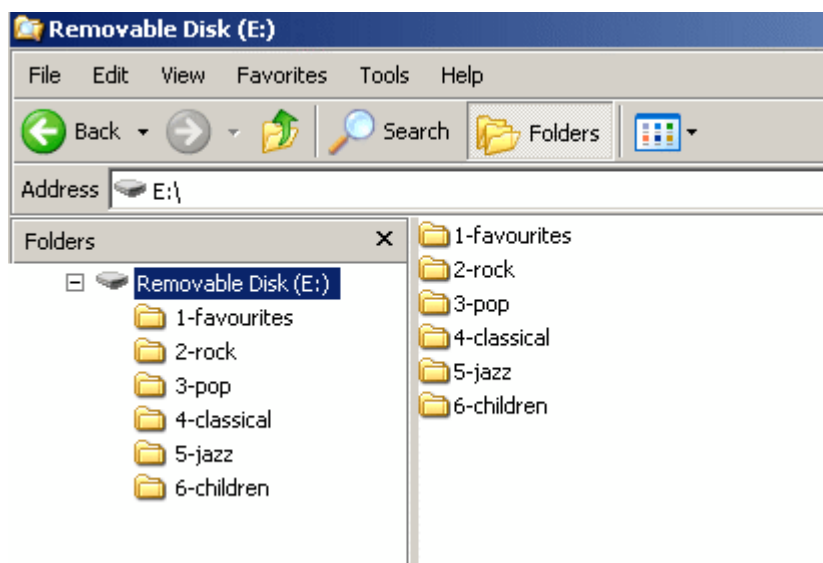 Removable Disk (E:)
File Edit View Favorites Tools Help
Back Search Folders
Address E:\
Folders
Removable Disk (E:)
1-favourites
2-rock
3-pop
4-classical
5-jazz
6-children
1-favourites
2-rock
3-pop
4-classical
5-jazz
6-children